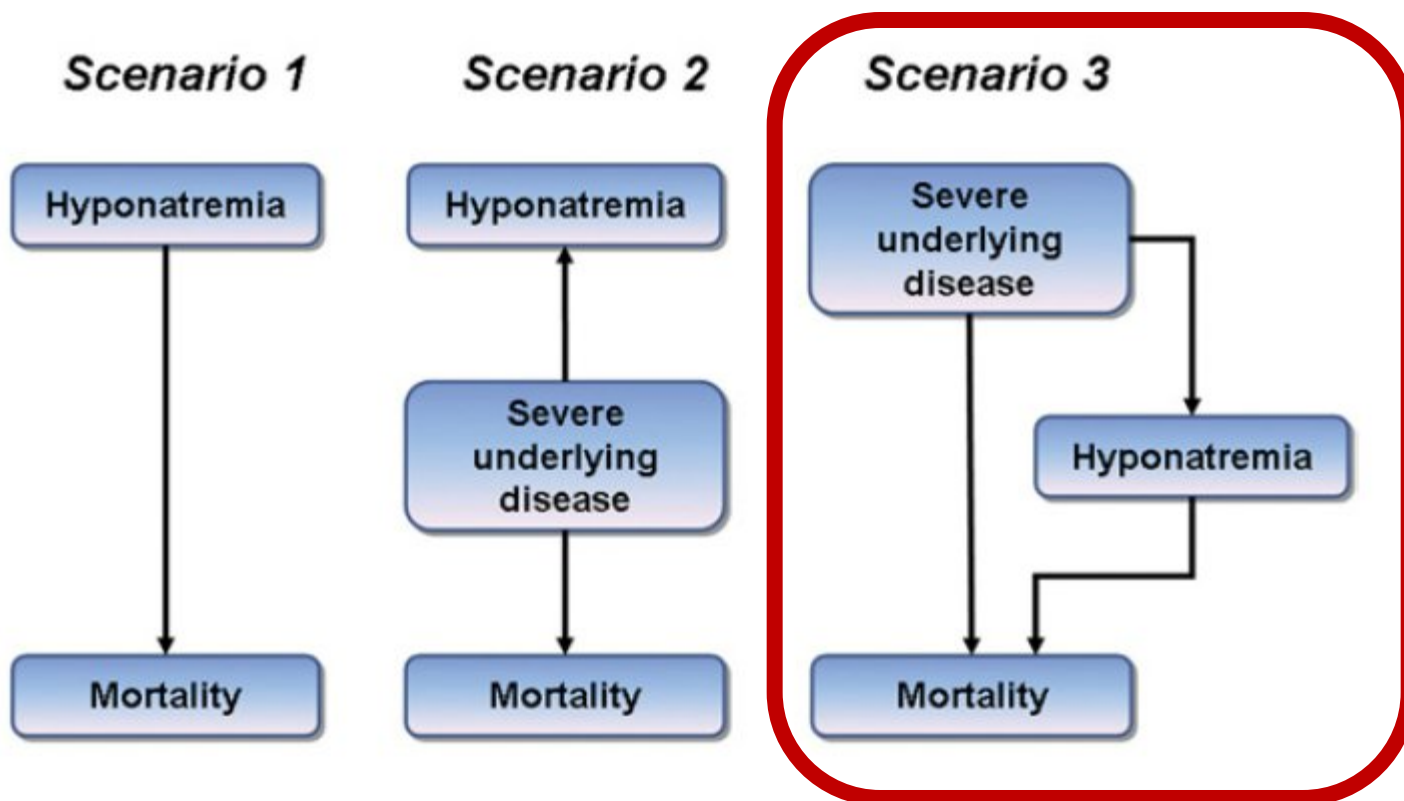 Scenario 1
Hyponatremia
Mortality
Scenario 2
Hyponatremia
Severe
underlying
disease
Mortality
Scenario 3
Severe
underlying
disease
Hyponatremia
Mortality